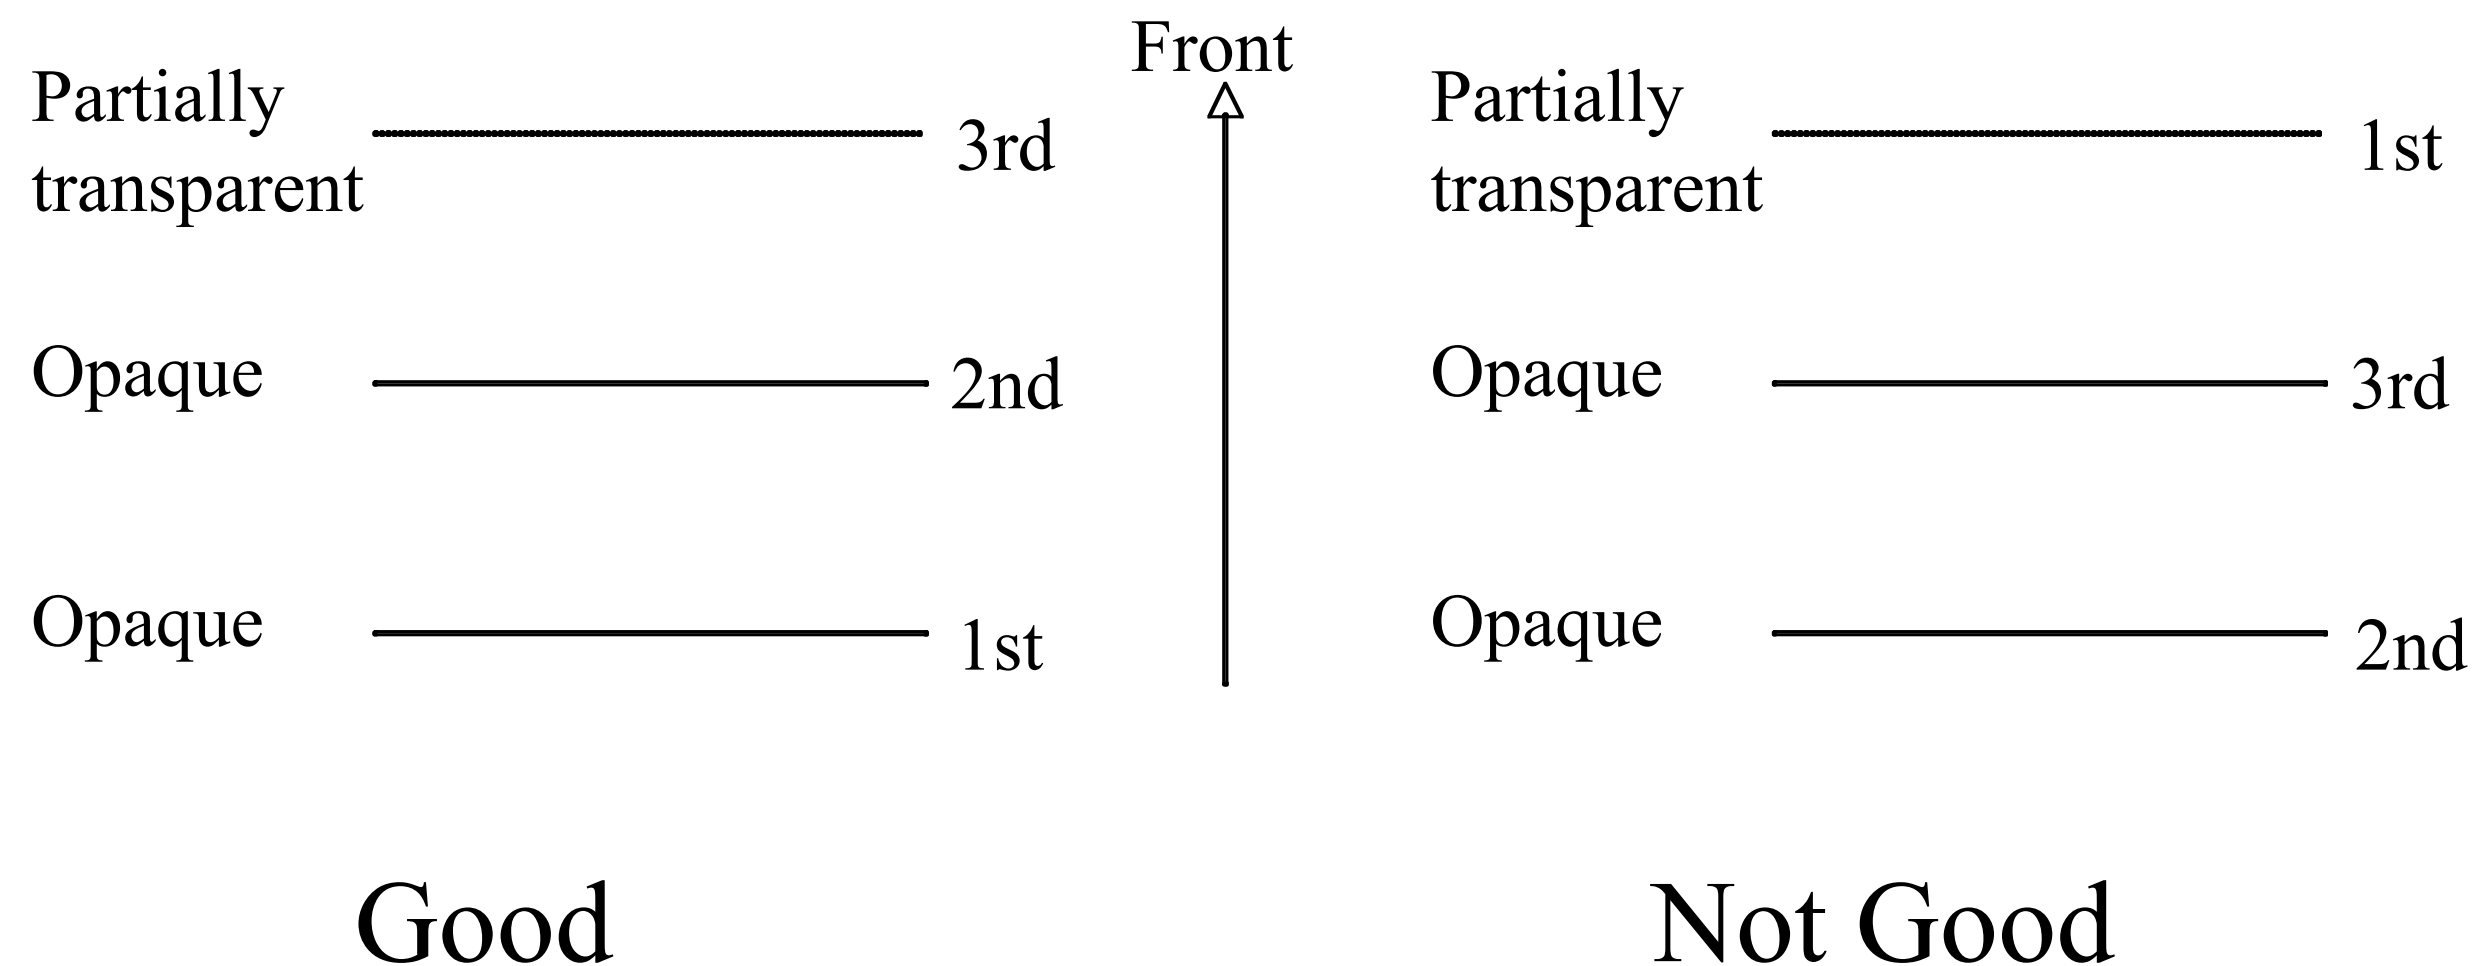 Partially
transparent
3rd
Opaque
2nd
Opaque
1st
Good
Front
Partially
transparent
1st
Opaque
3rd
Opaque
2nd
Not Good